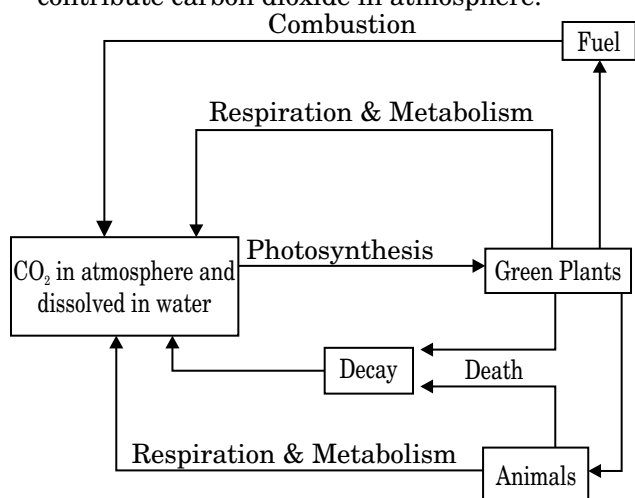 contribute carbon dioxide in atmosphere.
Combustion
Fuel
Respiration & Metabolism
CO₂ in atmosphere and
dissolved in water
Photosynthesis
Green Plants
Decay
Death
Respiration & Metabolism
Animals